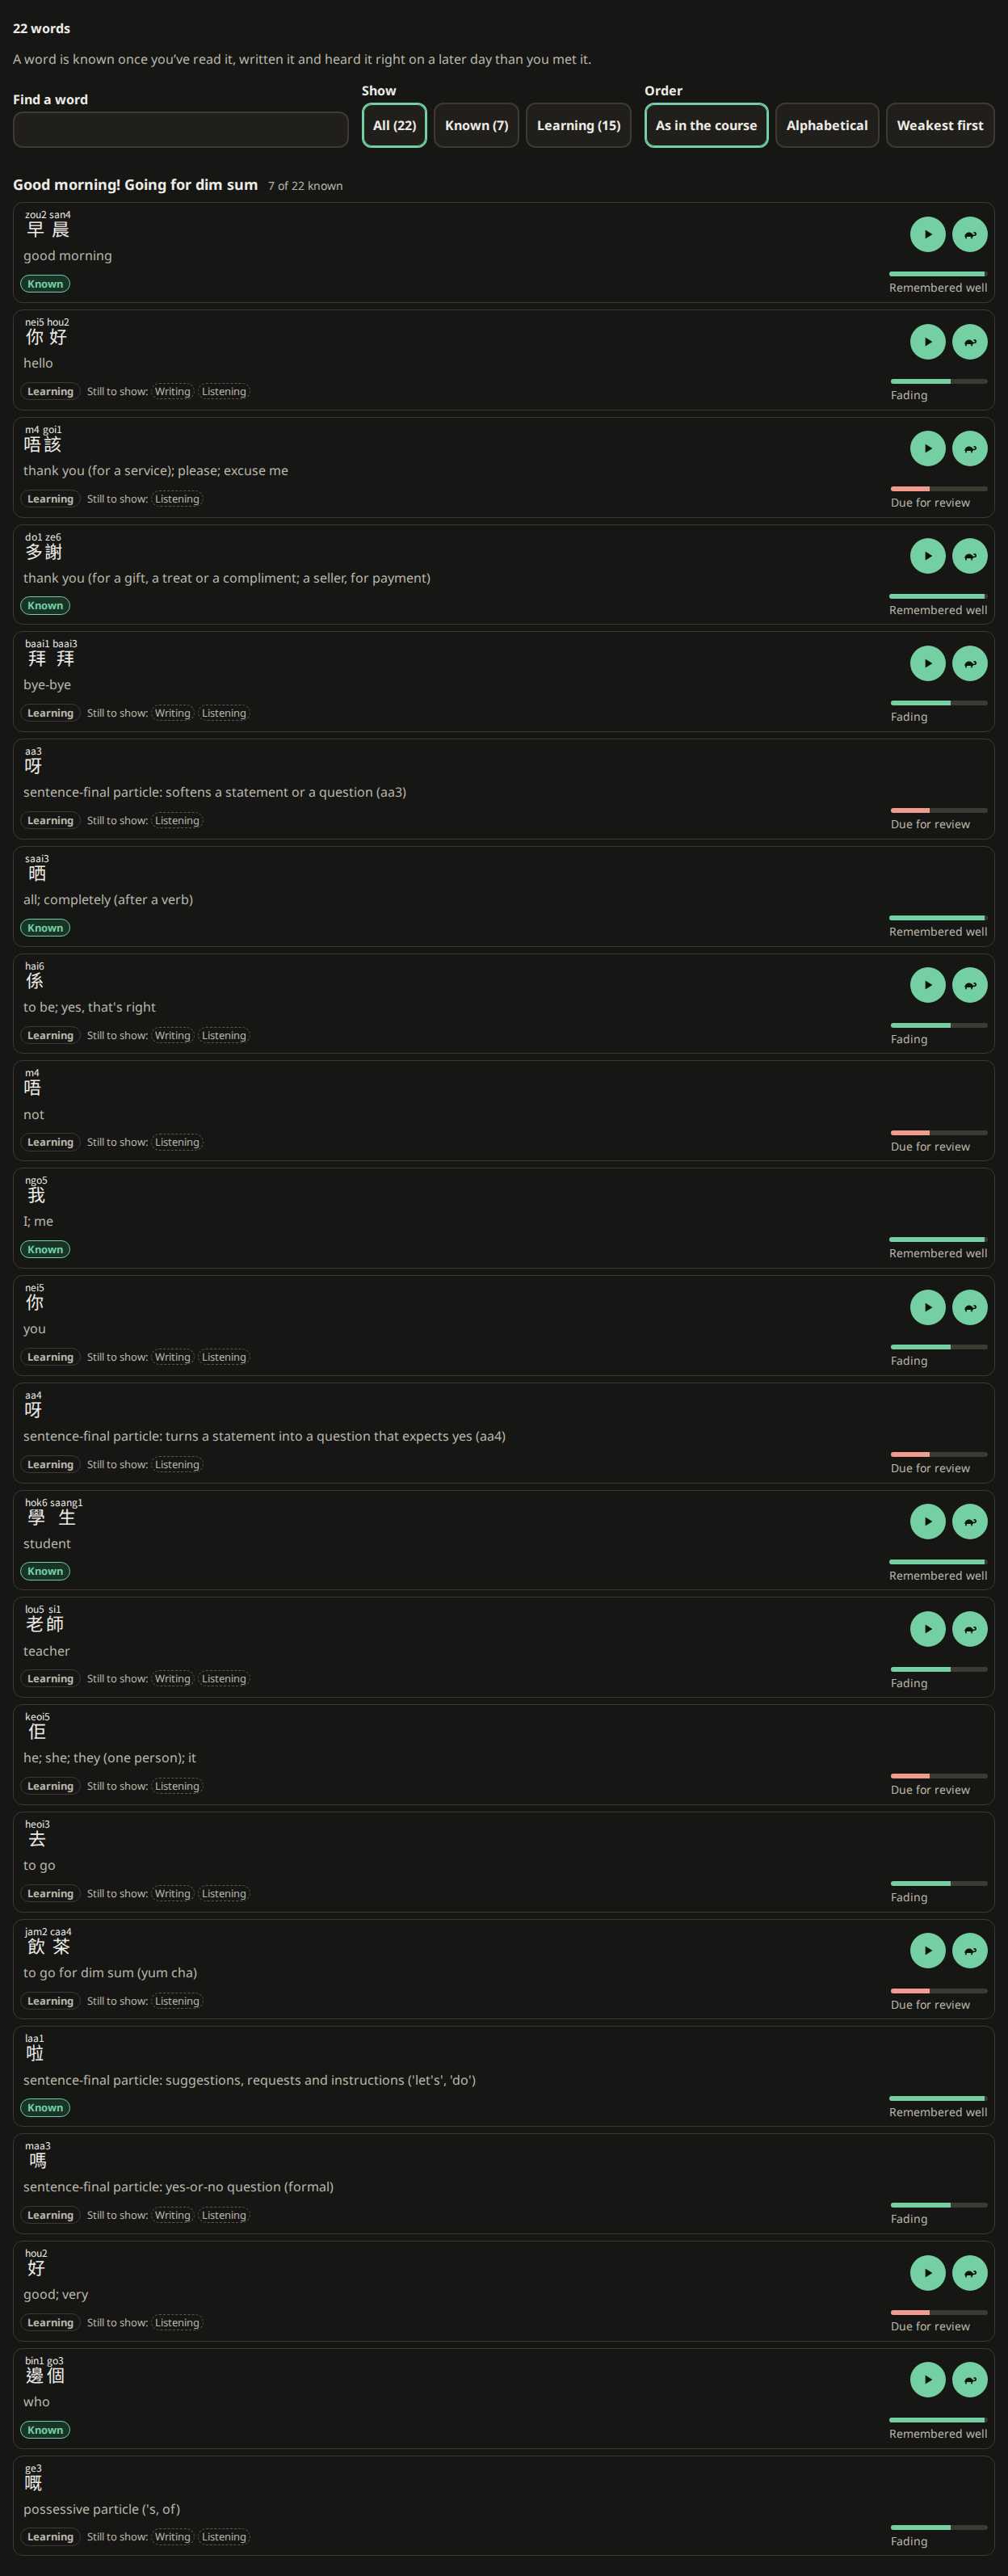 22 words
A word is known once you've read it, written it and heard it right on a later day than you met it.
Find a word
Show
All (22)
Known (7)
Learning (15)
Order
As in the course
Alphabetical
Weakest first
Good morning! Going for dim sum 7 of 22 known
zou2 san4
早晨
good morning
Known
Remembered well
nei5 hou2
你好
hello
Learning Still to show: Writing Listening
Fading
m4 goi1
唔該
thank you (for a service); please; excuse me
Learning Still to show: Listening
Due for review
do1 ze6
多謝
thank you (for a gift, a treat or a compliment; a seller, for payment)
Known
Remembered well
baai1 baai3
拜拜
bye-bye
Learning Still to show: Writing Listening
Fading
aa3
呀
sentence-final particle: softens a statement or a question (aa3)
Learning Still to show: Listening
Due for review
saai3
晒
all; completely (after a verb)
Known
Remembered well
hai6
係
to be; yes, that's right
Learning Still to show: Writing Listening
Fading
m4
唔
not
Learning Still to show: Listening
Due for review
ngo5
我
I; me
Known
Remembered well
nei5
你
you
Learning Still to show: Writing Listening
Fading
aa4
呀
sentence-final particle: turns a statement into a question that expects yes (aa4)
Learning Still to show: Listening
Due for review
hok6 saang1
學生
student
Known
Remembered well
lou5 si1
老師
teacher
Learning Still to show: Writing Listening
Fading
keoi5
佢
he; she; they (one person); it
Learning Still to show: Listening
Due for review
heoi3
去
to go
Learning Still to show: Writing Listening
Fading
jam2 caa4
飲茶
to go for dim sum (yum cha)
Learning Still to show: Listening
Due for review
laa1
啦
sentence-final particle: suggestions, requests and instructions ('let's', 'do')
Known
Remembered well
maa3
嗎
sentence-final particle: yes-or-no question (formal)
Learning Still to show: Writing Listening
Fading
hou2
好
good; very
Learning Still to show: Listening
Due for review
bin1 go3
邊個
who
Known
Remembered well
ge3
嘅
possessive particle ('s, of)
Learning Still to show: Writing Listening
Fading